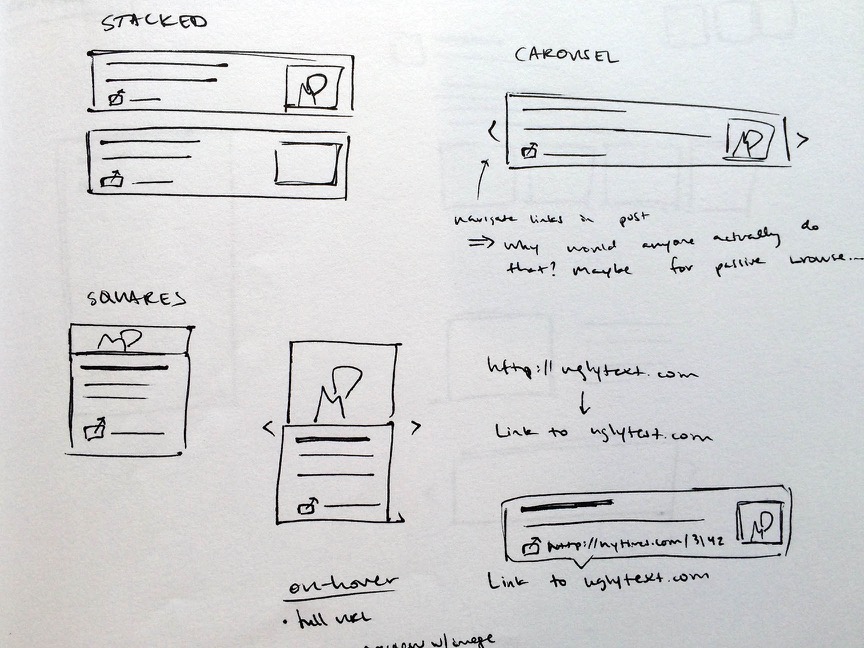 STACKED
CAROUSEL
< >
navigate links in post
⇒ Why would anyone actually do
that? Maybe for passive browse...
SQUARES
< >
http://uglytext.com
↓
Link to uglytext.com
http://nytimes.com/3142
Link to uglytext.com
on-hover
• full URL
w/image